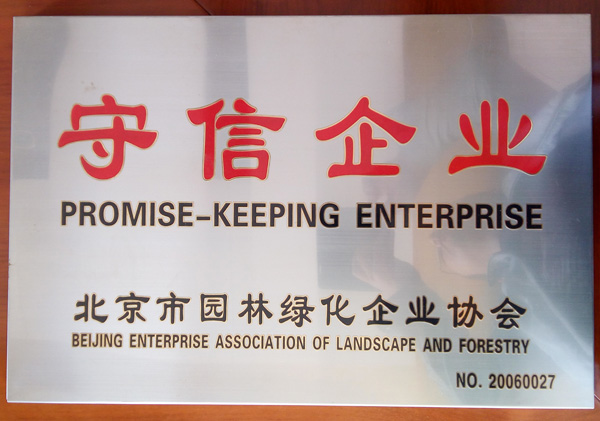 守信企业
PROMISE-KEEPING ENTERPRISE
北京市园林绿化企业协会
BEIJING ENTERPRISE ASSOCIATION OF LANDSCAPE AND FORESTRY
NO. 20060027